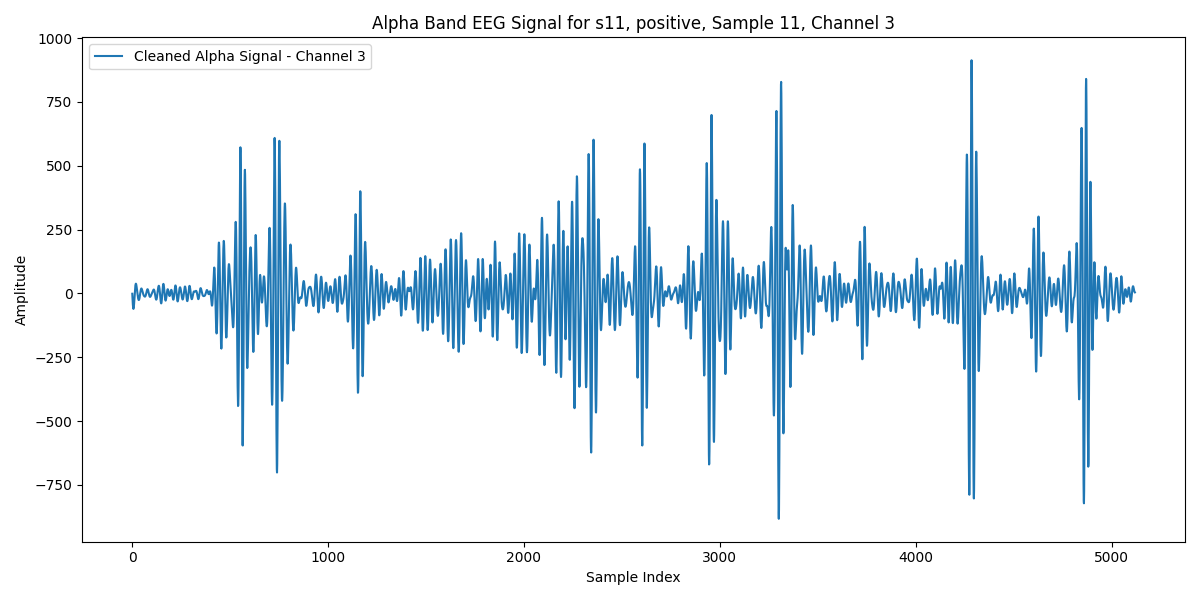 Alpha Band EEG Signal for s11, positive, Sample 11, Channel 3
Cleaned Alpha Signal - Channel 3
1000
750
500
250
0
−250
−500
−750
Amplitude
0 1000 2000 3000 4000 5000
Sample Index